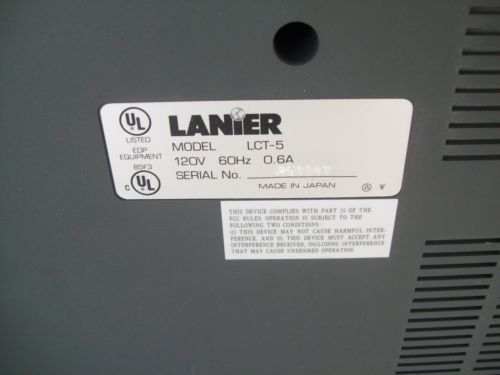 UL
LISTED
EDP
EQUIPMENT
85F3
C UL
LANIER
MODEL LCT-5
120V 60Hz 0.6A
SERIAL No.
MADE IN JAPAN
THIS DEVICE COMPLIES WITH PART 15 OF THE
FCC RULES. OPERATION IS SUBJECT TO THE
FOLLOWING TWO CONDITIONS:
(1) THIS DEVICE MAY NOT CAUSE HARMFUL INTER-
FERENCE, AND (2) THIS DEVICE MUST ACCEPT ANY
INTERFERENCE RECEIVED, INCLUDING INTERFERENCE
THAT MAY CAUSE UNDESIRED OPERATION.